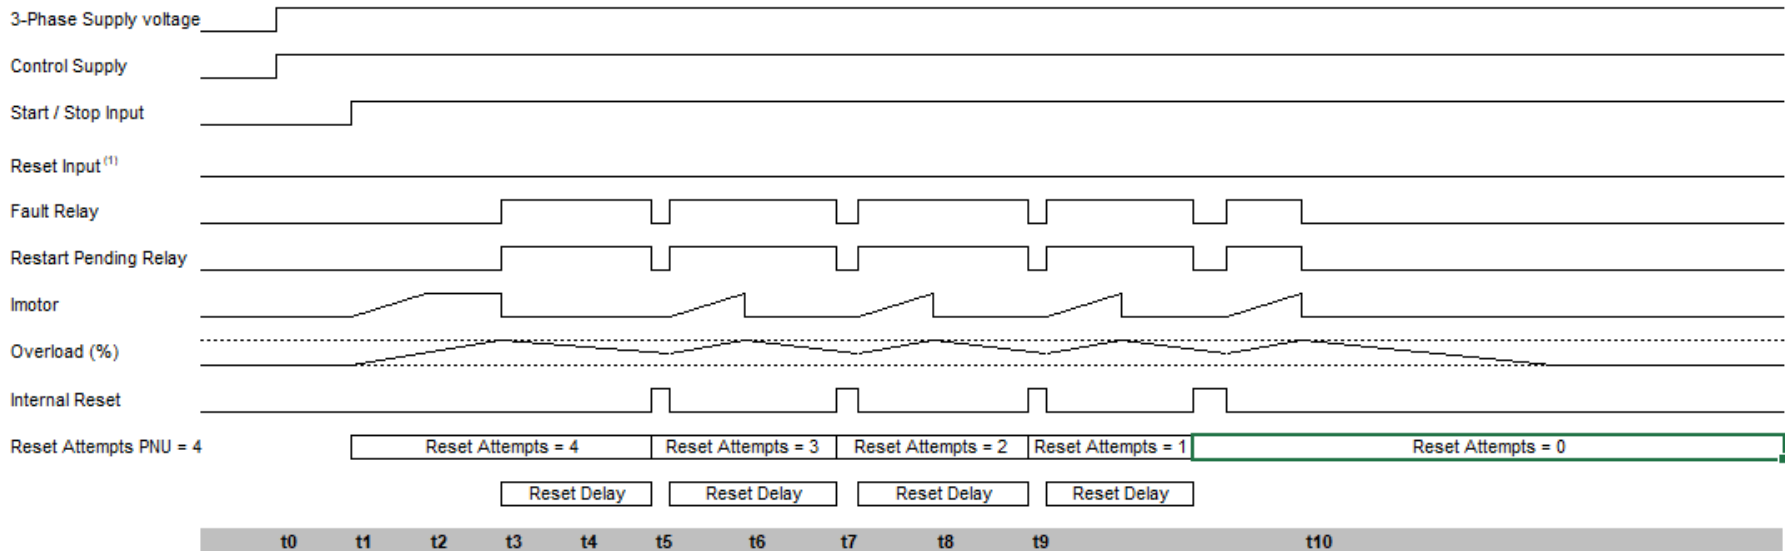 3-Phase Supply voltage
Control Supply
Start / Stop Input
Reset Input (1)
Fault Relay
Restart Pending Relay
Imotor
Overload (%)
Internal Reset
Reset Attempts PNU = 4 Reset Attempts = 4 Reset Attempts = 3 Reset Attempts = 2 Reset Attempts = 1 Reset Attempts = 0
Reset Delay Reset Delay Reset Delay Reset Delay
t0 t1 t2 t3 t4 t5 t6 t7 t8 t9 t10